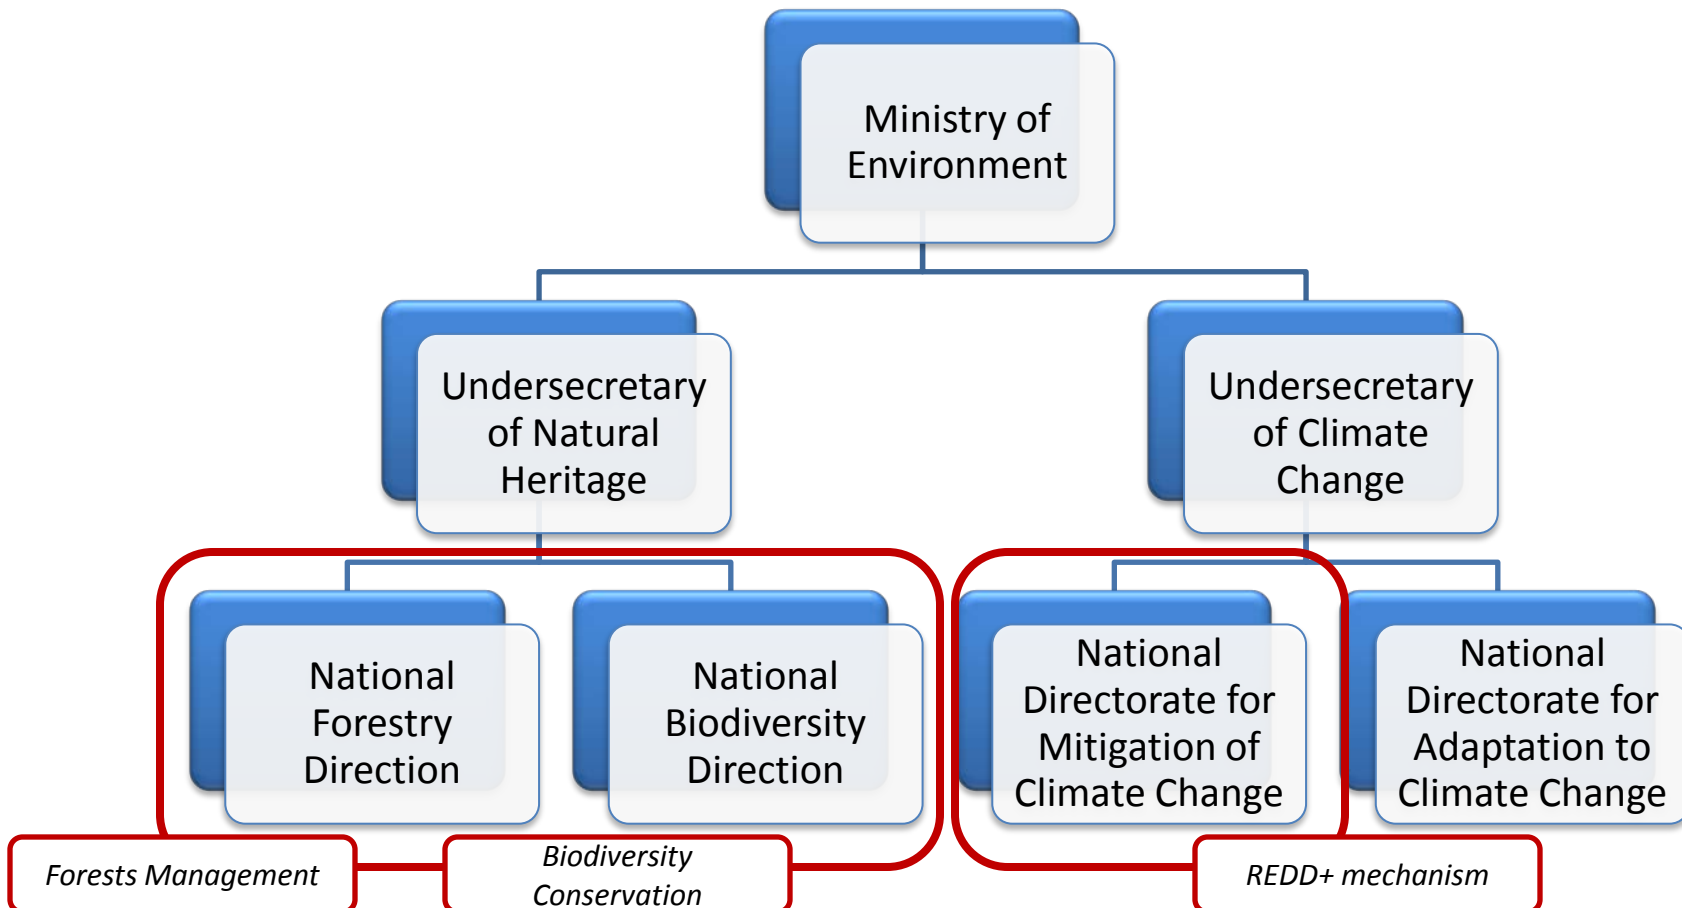 Ministry of
Environment
Undersecretary
of Natural
Heritage
Undersecretary
of Climate
Change
National
Forestry
Direction
National
Biodiversity
Direction
National
Directorate for
Mitigation of
Climate Change
National
Directorate for
Adaptation to
Climate Change
Forests Management
Biodiversity
Conservation
REDD+ mechanism